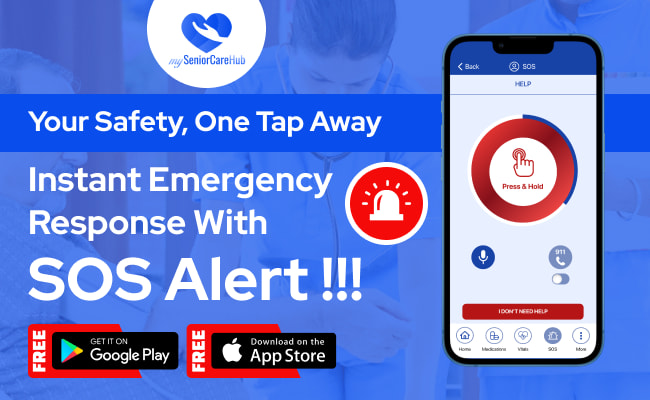 mySeniorCareHub
Your Safety, One Tap Away
Instant Emergency
Response With
SOS Alert !!!
FREE
GET IT ON
Google Play
FREE
Download on the
App Store
Back
SOS
HELP
Press & Hold
911
I DON'T NEED HELP
Home
Medications
Vitals
SOS
More